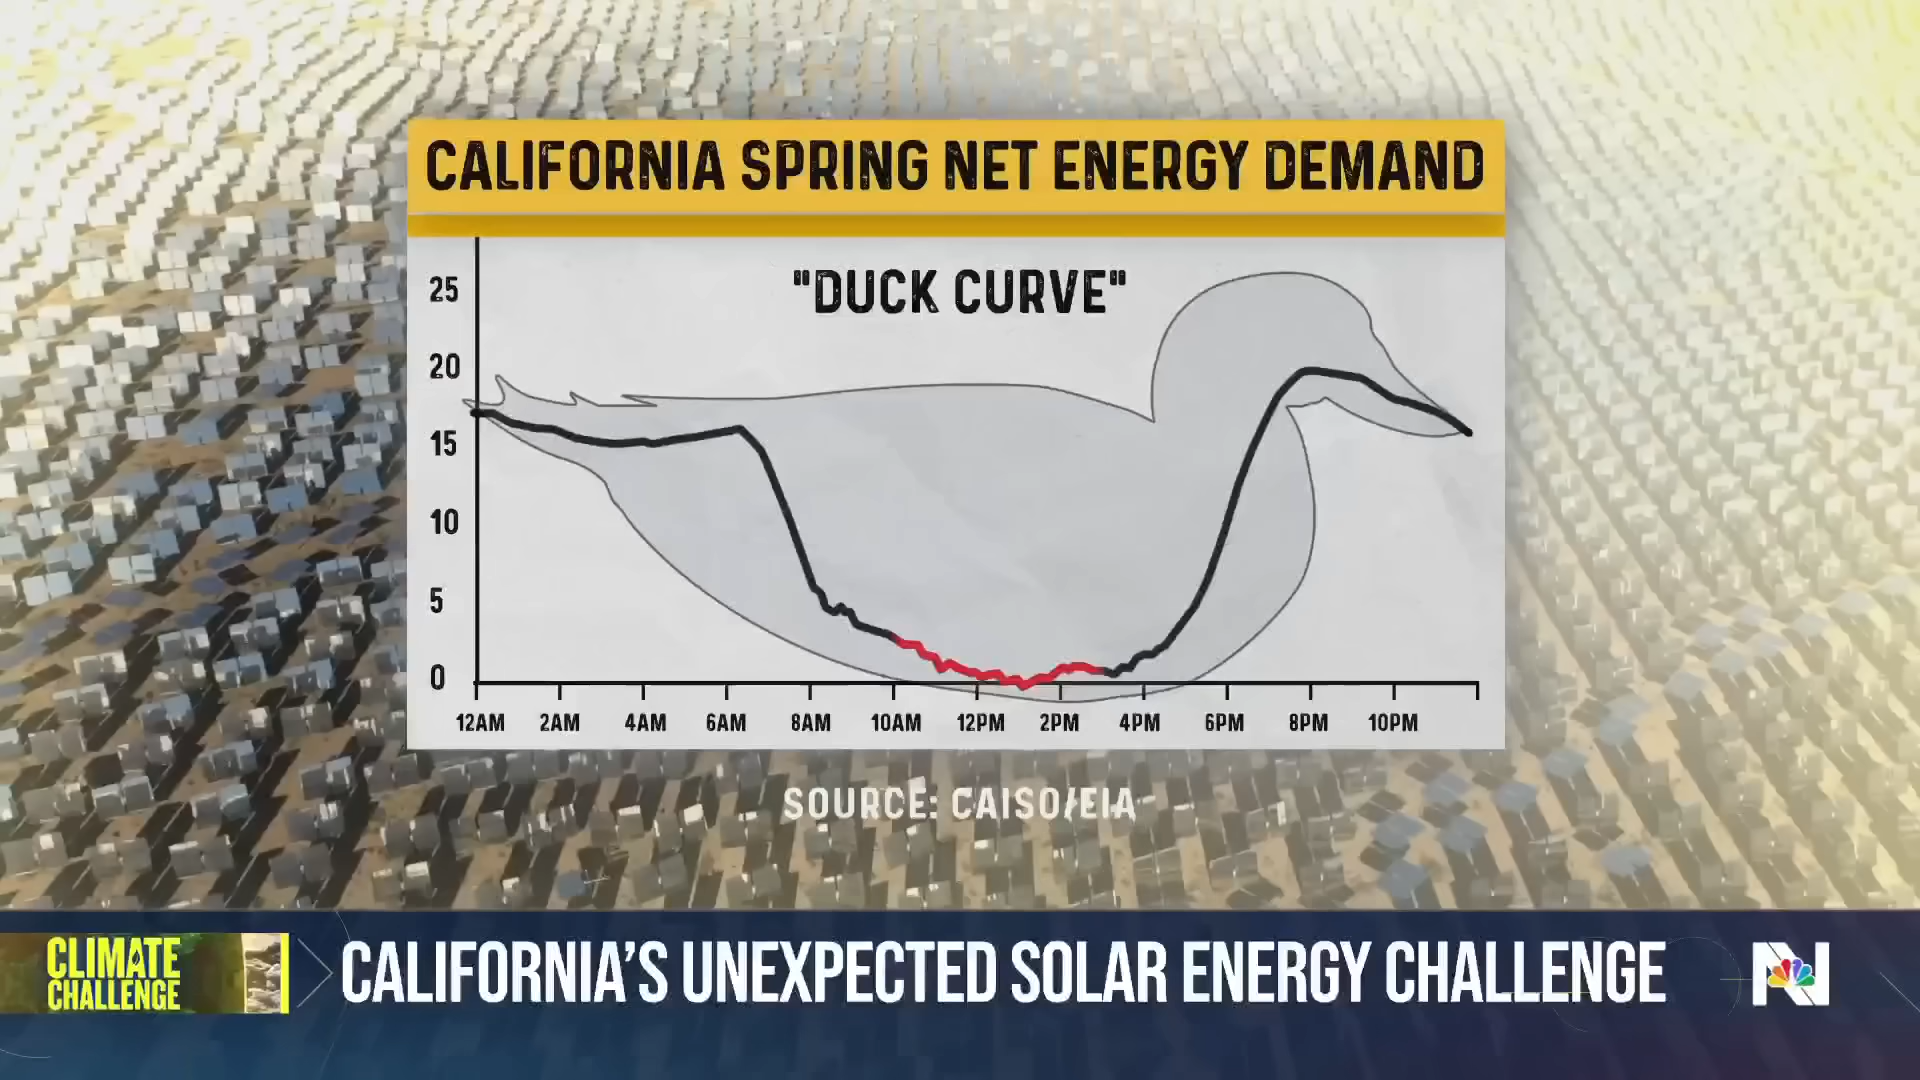 CALIFORNIA SPRING NET ENERGY DEMAND
"DUCK CURVE"
25
20
15
10
5
0
12AM 2AM 4AM 6AM 8AM 10AM 12PM 2PM 4PM 6PM 8PM 10PM
SOURCE: CAISO/EIA
CLIMATE
CHALLENGE
CALIFORNIA'S UNEXPECTED SOLAR ENERGY CHALLENGE
N